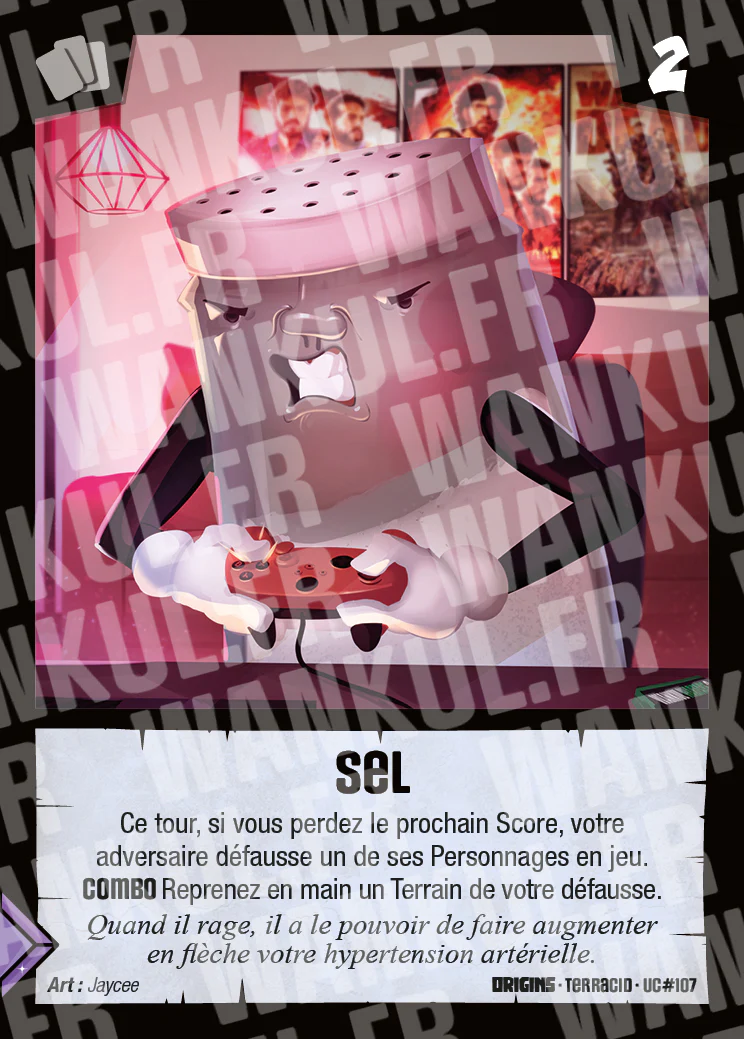 2
Sel
Ce tour, si vous perdez le prochain Score, votre
adversaire défausse un de ses Personnages en jeu.
COMBO Reprenez en main un Terrain de votre défausse.
Quand il rage, il a le pouvoir de faire augmenter
en flèche votre hypertension artérielle.
Art : Jaycee
ORIGINS · TERRACID · UC#107
WANKUL.FR